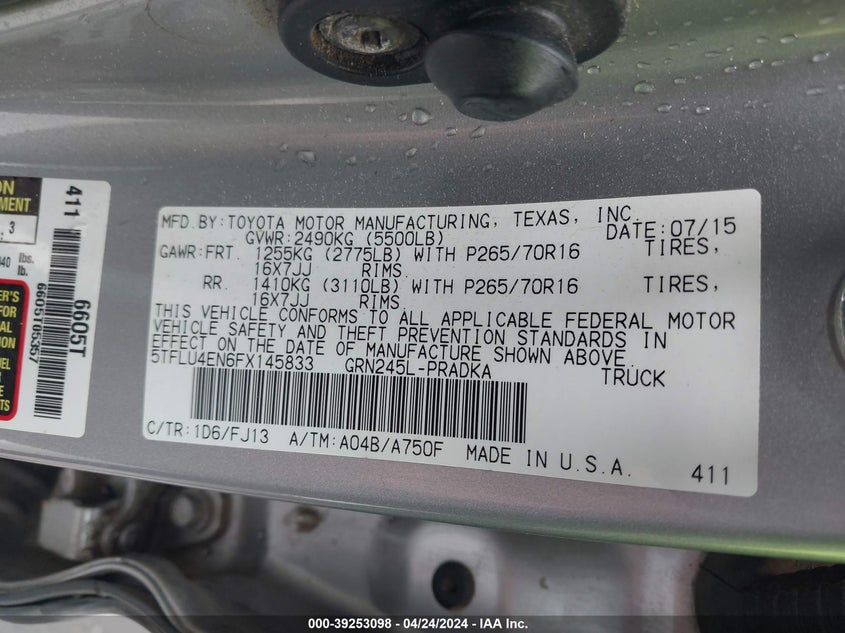 MFD. BY: TOYOTA MOTOR MANUFACTURING, TEXAS, INC.
DATE: 07/15
GVWR: 2490KG (5500LB)
GAWR: FRT. 1255KG (2775LB) WITH P265/70R16 TIRES,
16X7JJ RIMS.
RR. 1410KG (3110LB) WITH P265/70R16 TIRES,
16X7JJ RIMS.
THIS VEHICLE CONFORMS TO ALL APPLICABLE FEDERAL MOTOR
VEHICLE SAFETY AND THEFT PREVENTION STANDARDS IN
EFFECT ON THE DATE OF MANUFACTURE SHOWN ABOVE.
5TFLU4EN6FX145833 GRN245L-PRADKA TRUCK
C/TR: 1D6/FJ13 A/TM: A04B/A750F MADE IN U.S.A. 411
3
lbs.
lb.
FOR
411
6605T
000-39253098 - 04/24/2024 - IAA Inc.